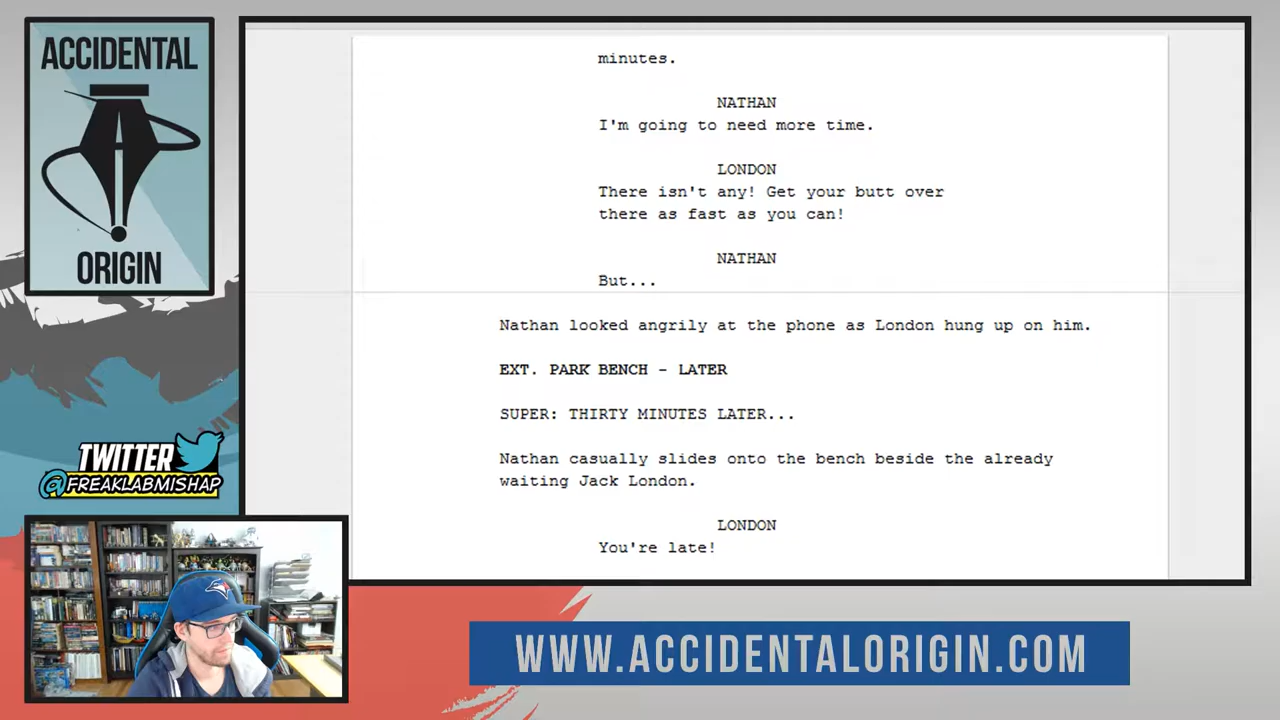 ACCIDENTAL
ORIGIN
minutes.
NATHAN
I'm going to need more time.
LONDON
There isn't any! Get your butt over
there as fast as you can!
NATHAN
But...
Nathan looked angrily at the phone as London hung up on him.
EXT. PARK BENCH - LATER
SUPER: THIRTY MINUTES LATER...
Nathan casually slides onto the bench beside the already
waiting Jack London.
LONDON
You're late!
TWITTER
@FREAKLABMISHAP
WWW.ACCIDENTALORIGIN.COM